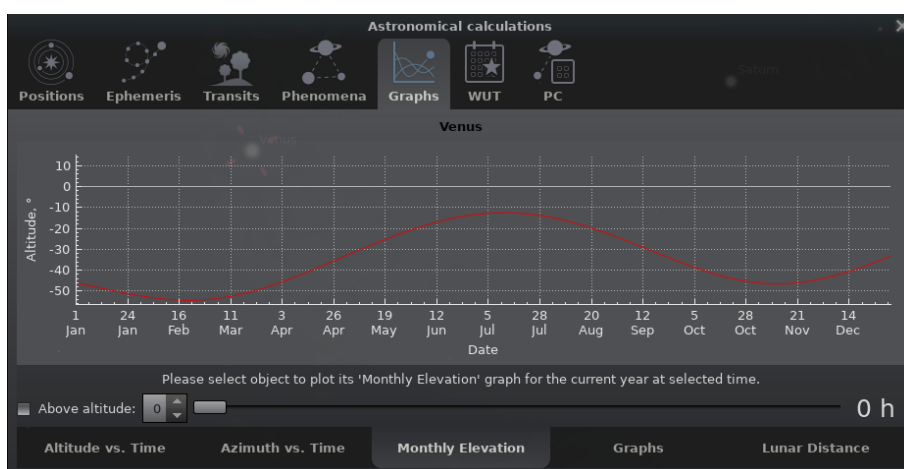 Astronomical calculations
Positions Ephemeris Transits Phenomena Graphs WUT PC
Saturn
Venus
Venus
10
0
-10
-20
-30
-40
-50
Altitude, °
1 24 16 11 3 26 19 12 5 28 20 12 5 28 21 14
Jan Jan Feb Mar Apr Apr May Jun Jul Jul Aug Sep Oct Oct Nov Dec
Date
Please select object to plot its 'Monthly Elevation' graph for the current year at selected time.
Above altitude: 0 0 h
Altitude vs. Time Azimuth vs. Time Monthly Elevation Graphs Lunar Distance